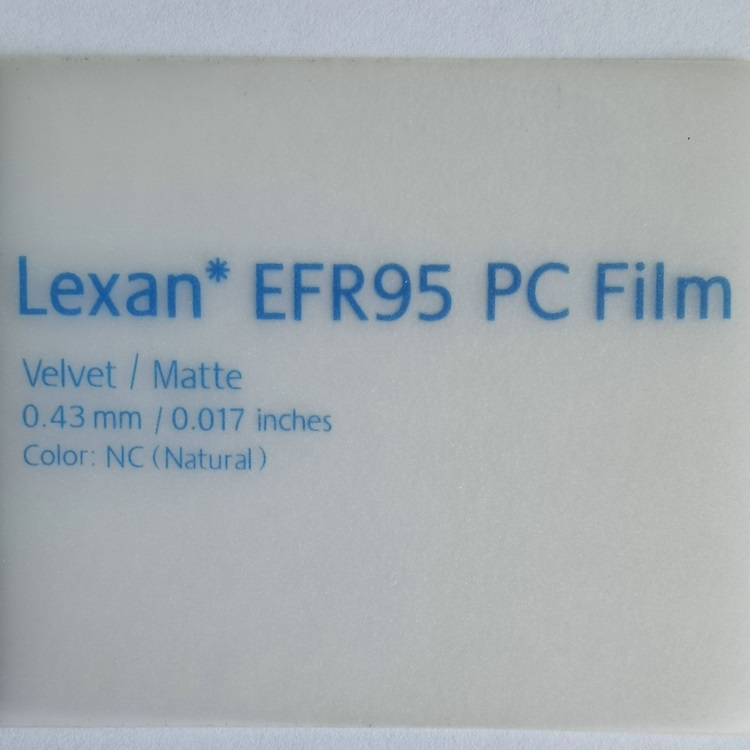 Lexan* EFR95 PC Film
Velvet / Matte
0.43 mm / 0.017 inches
Color: NC (Natural)